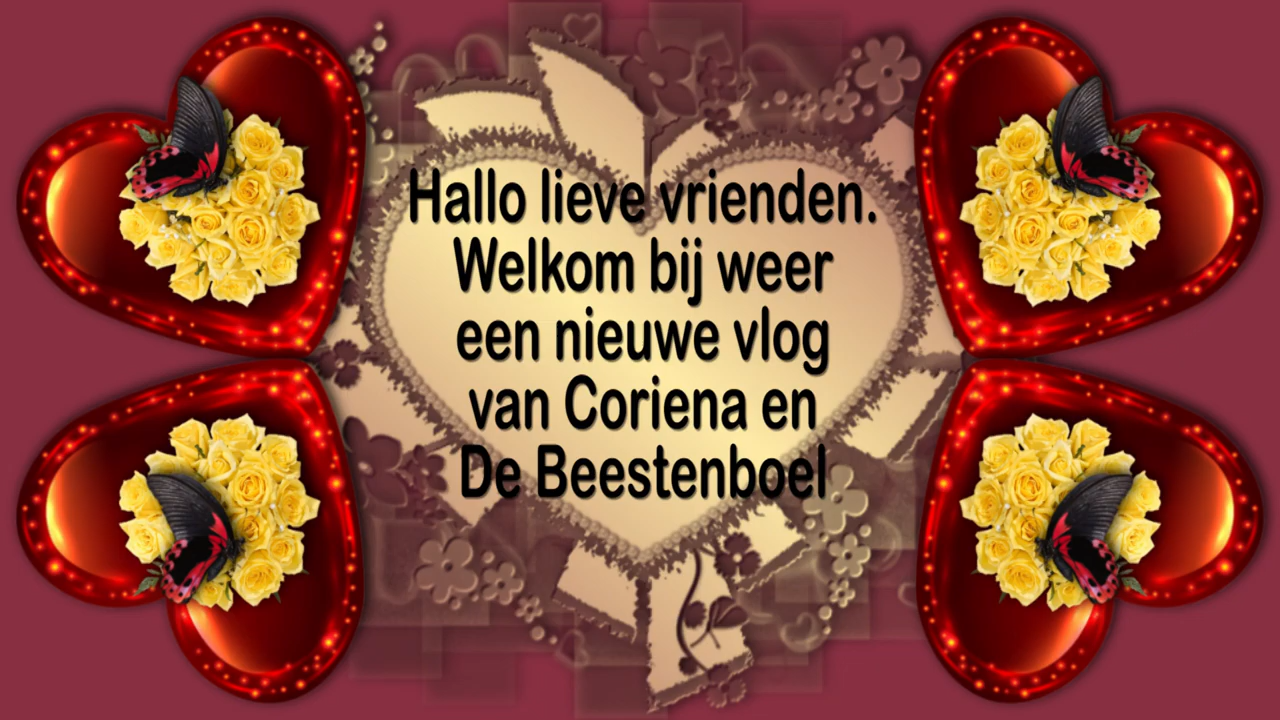 Hallo lieve vrienden.
Welkom bij weer
een nieuwe vlog
van Coriena en
De Beestenboel